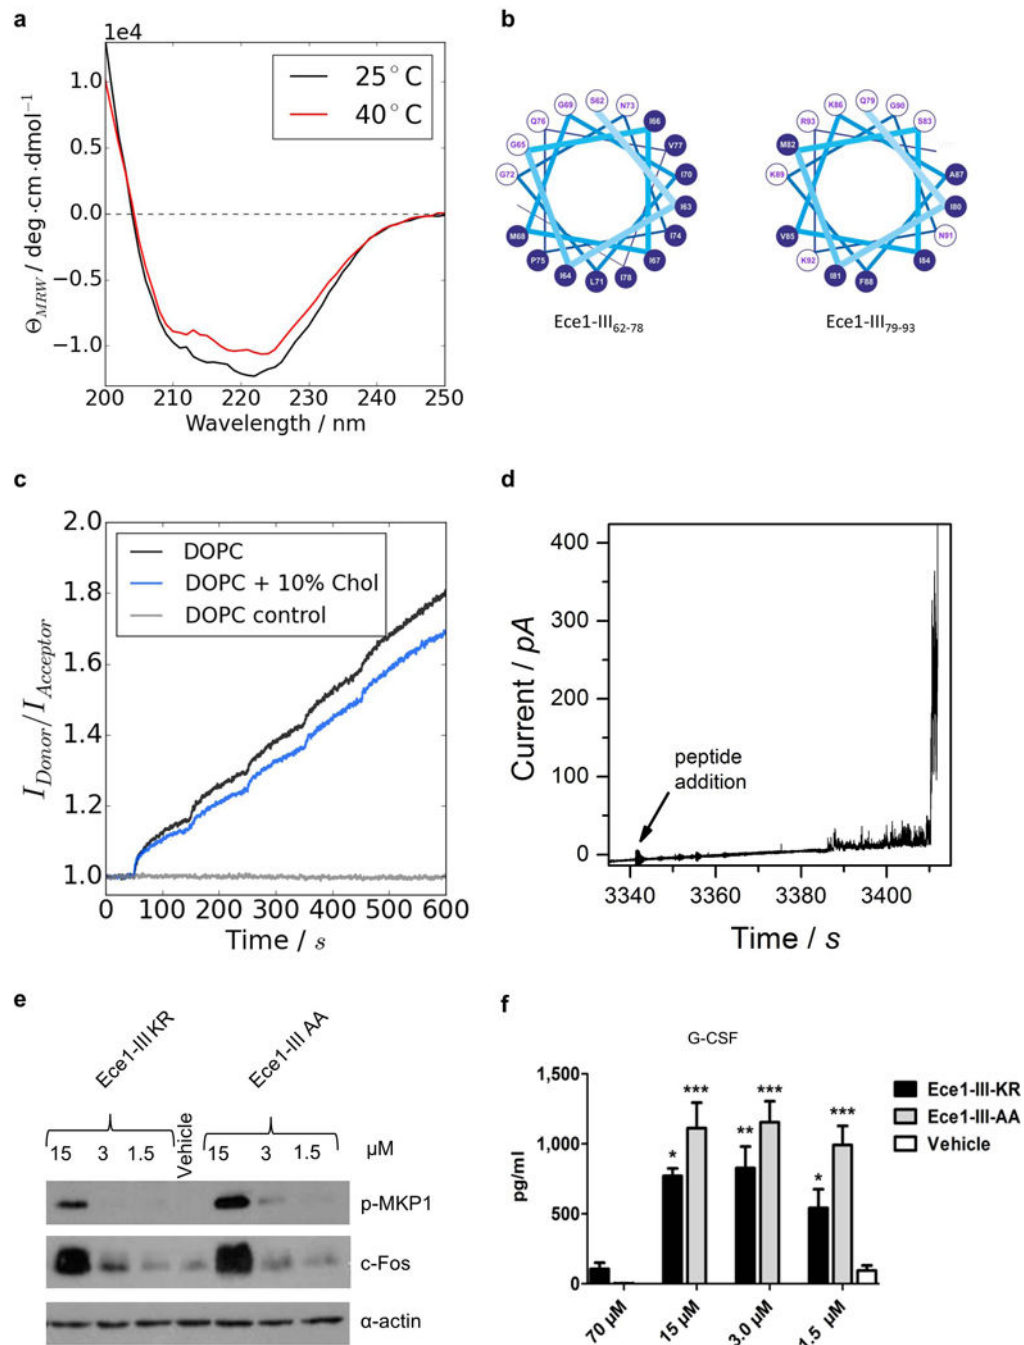 a
1e4
25°C
40°C
1.0
0.5
0.0
−0.5
−1.0
Θ_MRW / deg·cm·dmol⁻¹
200 210 220 230 240 250
Wavelength / nm
b
S62
N73
I66
V77
I70
I63
I74
I67
I78
L71
I64
P75
M68
G72
G65
Q76
G69
Ece1-III62-78
Q79
G90
S83
A87
I80
N91
I84
F88
I81
K92
V85
K89
M82
R93
K86
Ece1-III79-93
c
DOPC
DOPC + 10% Chol
DOPC control
2.0
1.8
1.6
1.4
1.2
1.0
I_Donor/I_Acceptor
0 100 200 300 400 500 600
Time / s
d
400
300
200
100
0
Current / pA
peptide
addition
3340 3360 3380 3400
Time / s
e
Ece1-III KR
Ece1-III AA
Vehicle
15 3 1.5 15 3 1.5 µM
p-MKP1
c-Fos
α-actin
f
G-CSF
1,500
1,000
500
0
pg/ml
* *** ** *** * ***
Ece1-III-KR
Ece1-III-AA
Vehicle
70 µM
15 µM
3.0 µM
1.5 µM